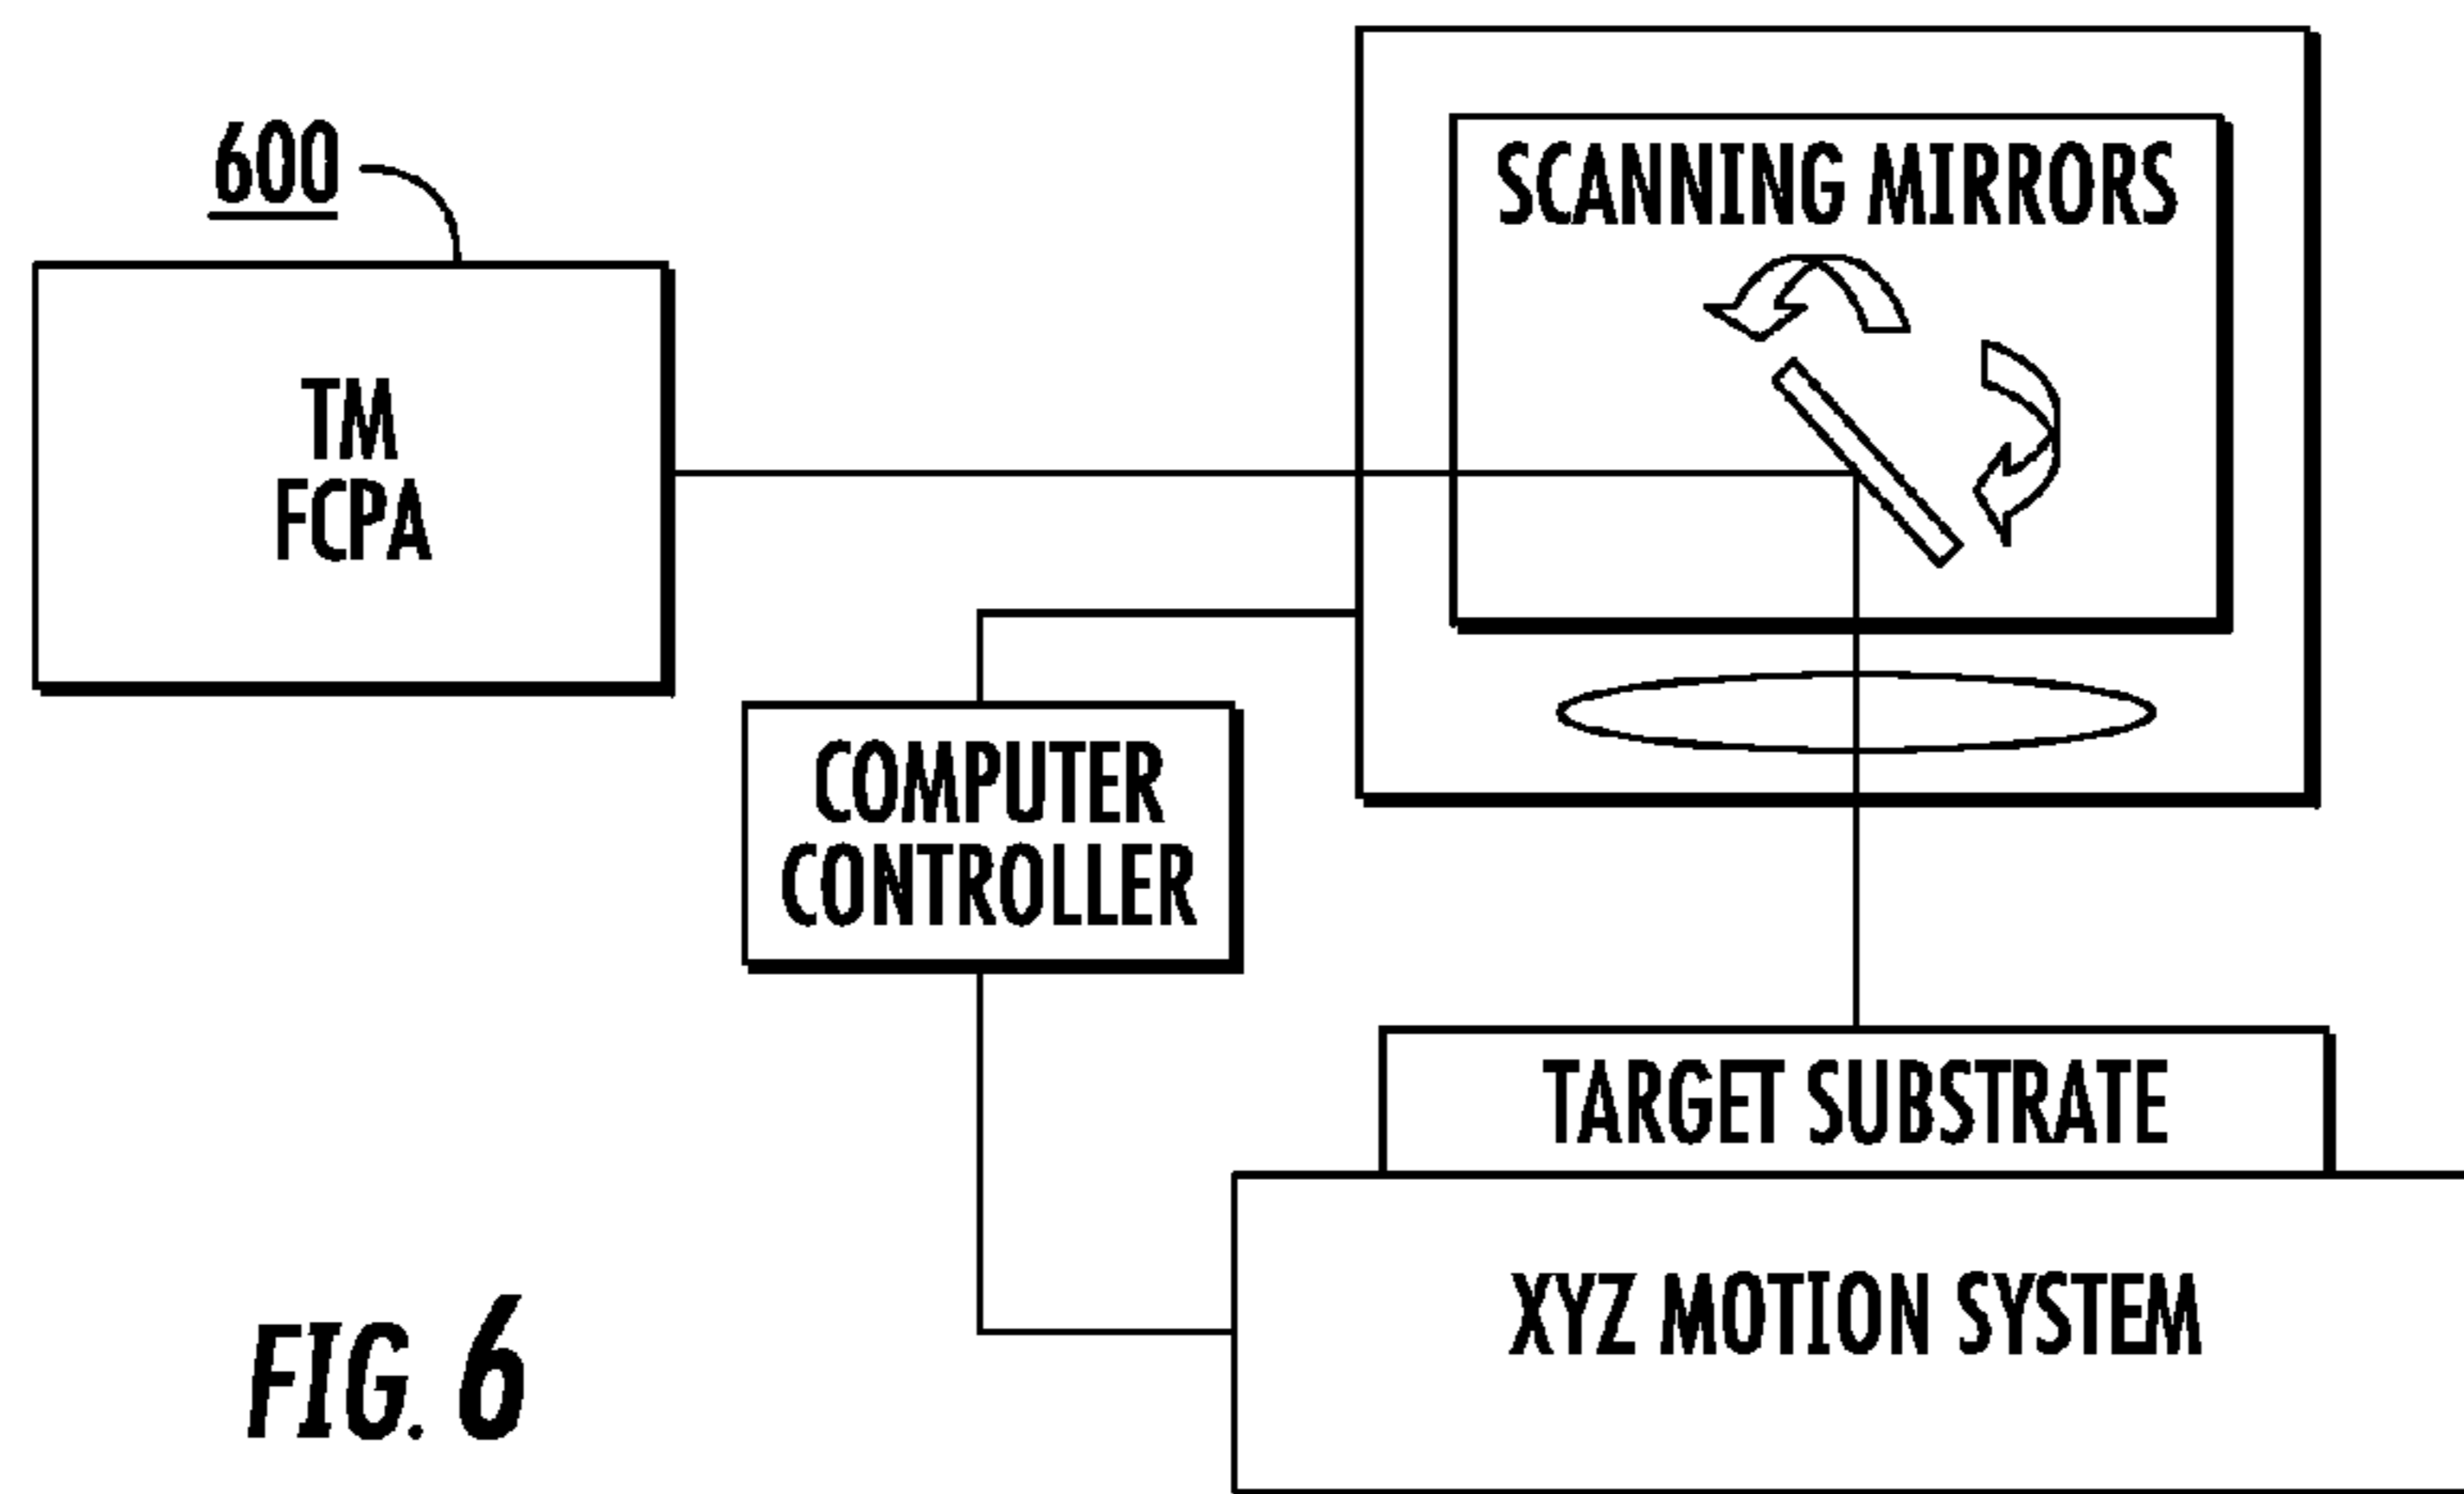 600
TM
FCPA
SCANNING MIRRORS
COMPUTER
CONTROLLER
TARGET SUBSTRATE
XYZ MOTION SYSTEM
FIG. 6